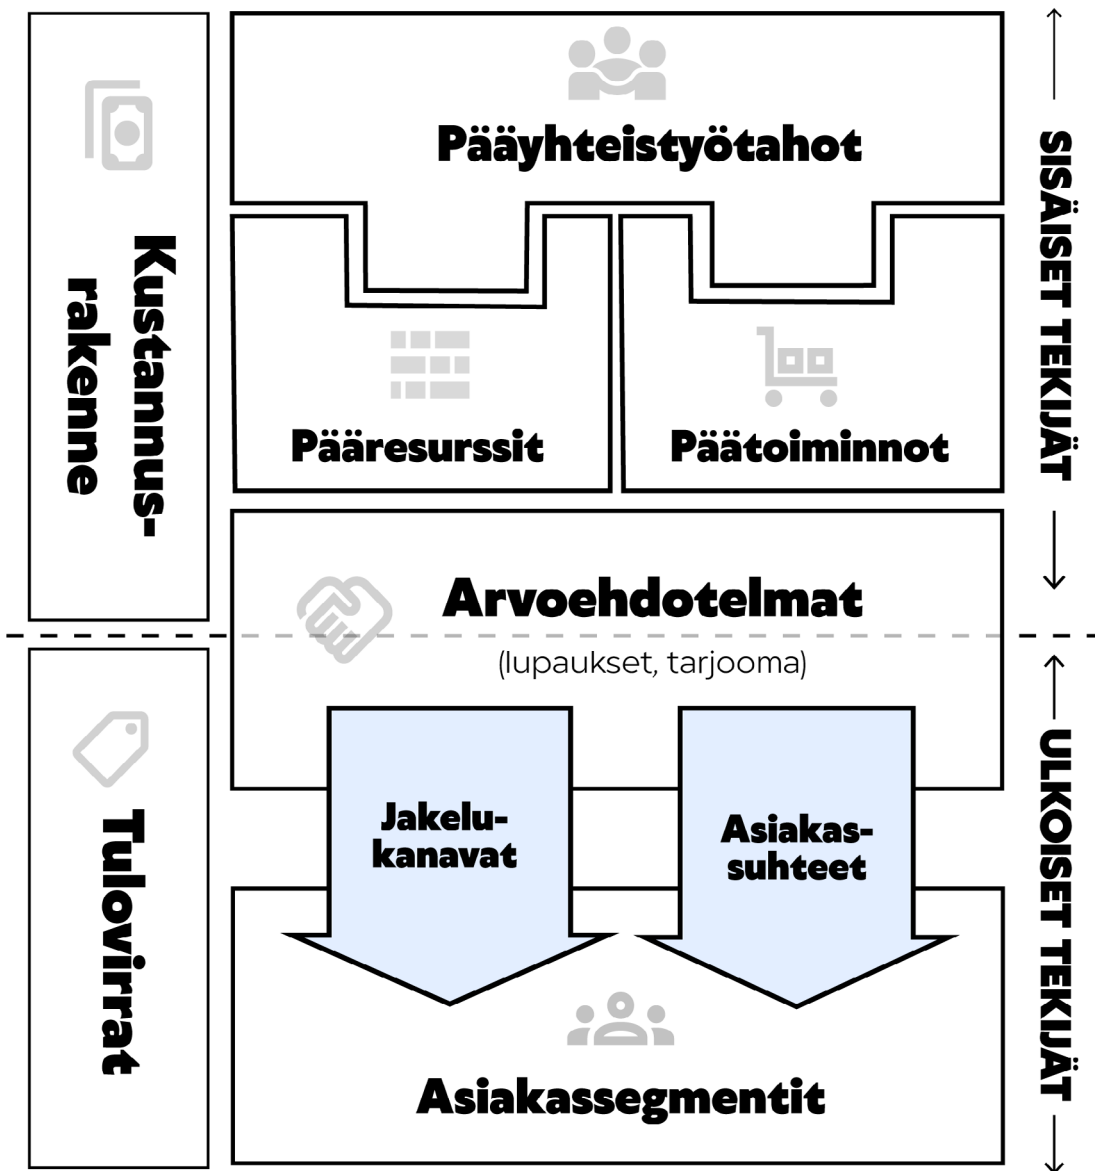 Pääyhteistyötahot
Kustannus-
rakenne
Pääresurssit
Päätoiminnot
SISÄISET TEKIJÄT
Arvoehdotelmat
(lupaukset, tarjooma)
Tulovirrat
Jakelu-
kanavat
Asiakas-
suhteet
ULKOISET TEKIJÄT
Asiakassegmentit